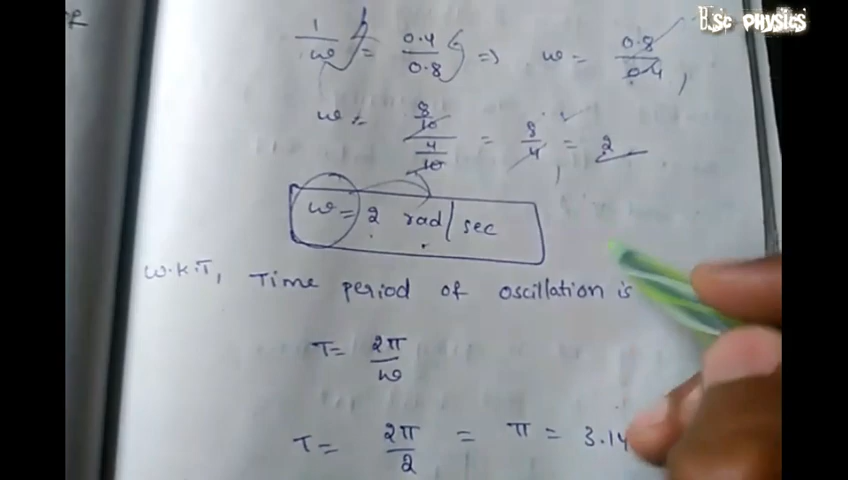 B.sc physics
1/w = 0.4/0.8 => w = 0.8/0.4,
w = 8/10 / 4/10 = 8/4 = 2
w = 2 rad/sec
w.k.T, Time period of oscillation is
T = 2π/w
T = 2π/2 = π = 3.14